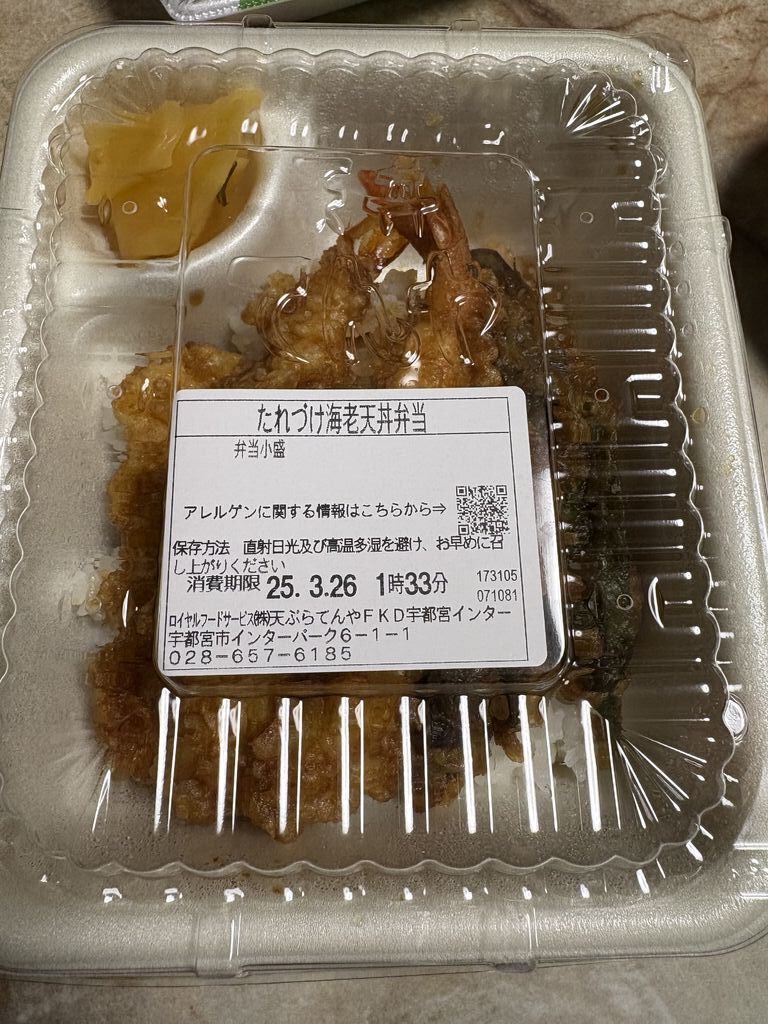 たれづけ海老天丼弁当
弁当小盛
アレルゲンに関する情報はこちらから⇒
保存方法 直射日光及び高温多湿を避け、お早めに召
し上がりください
消費期限 25. 3.26 1時33分
173105
071081
ロイヤルフードサービス㈱天ぷらてんやＦＫＤ宇都宮インター
宇都宮市インターパーク６－１－１
０２８－６５７－６１８５